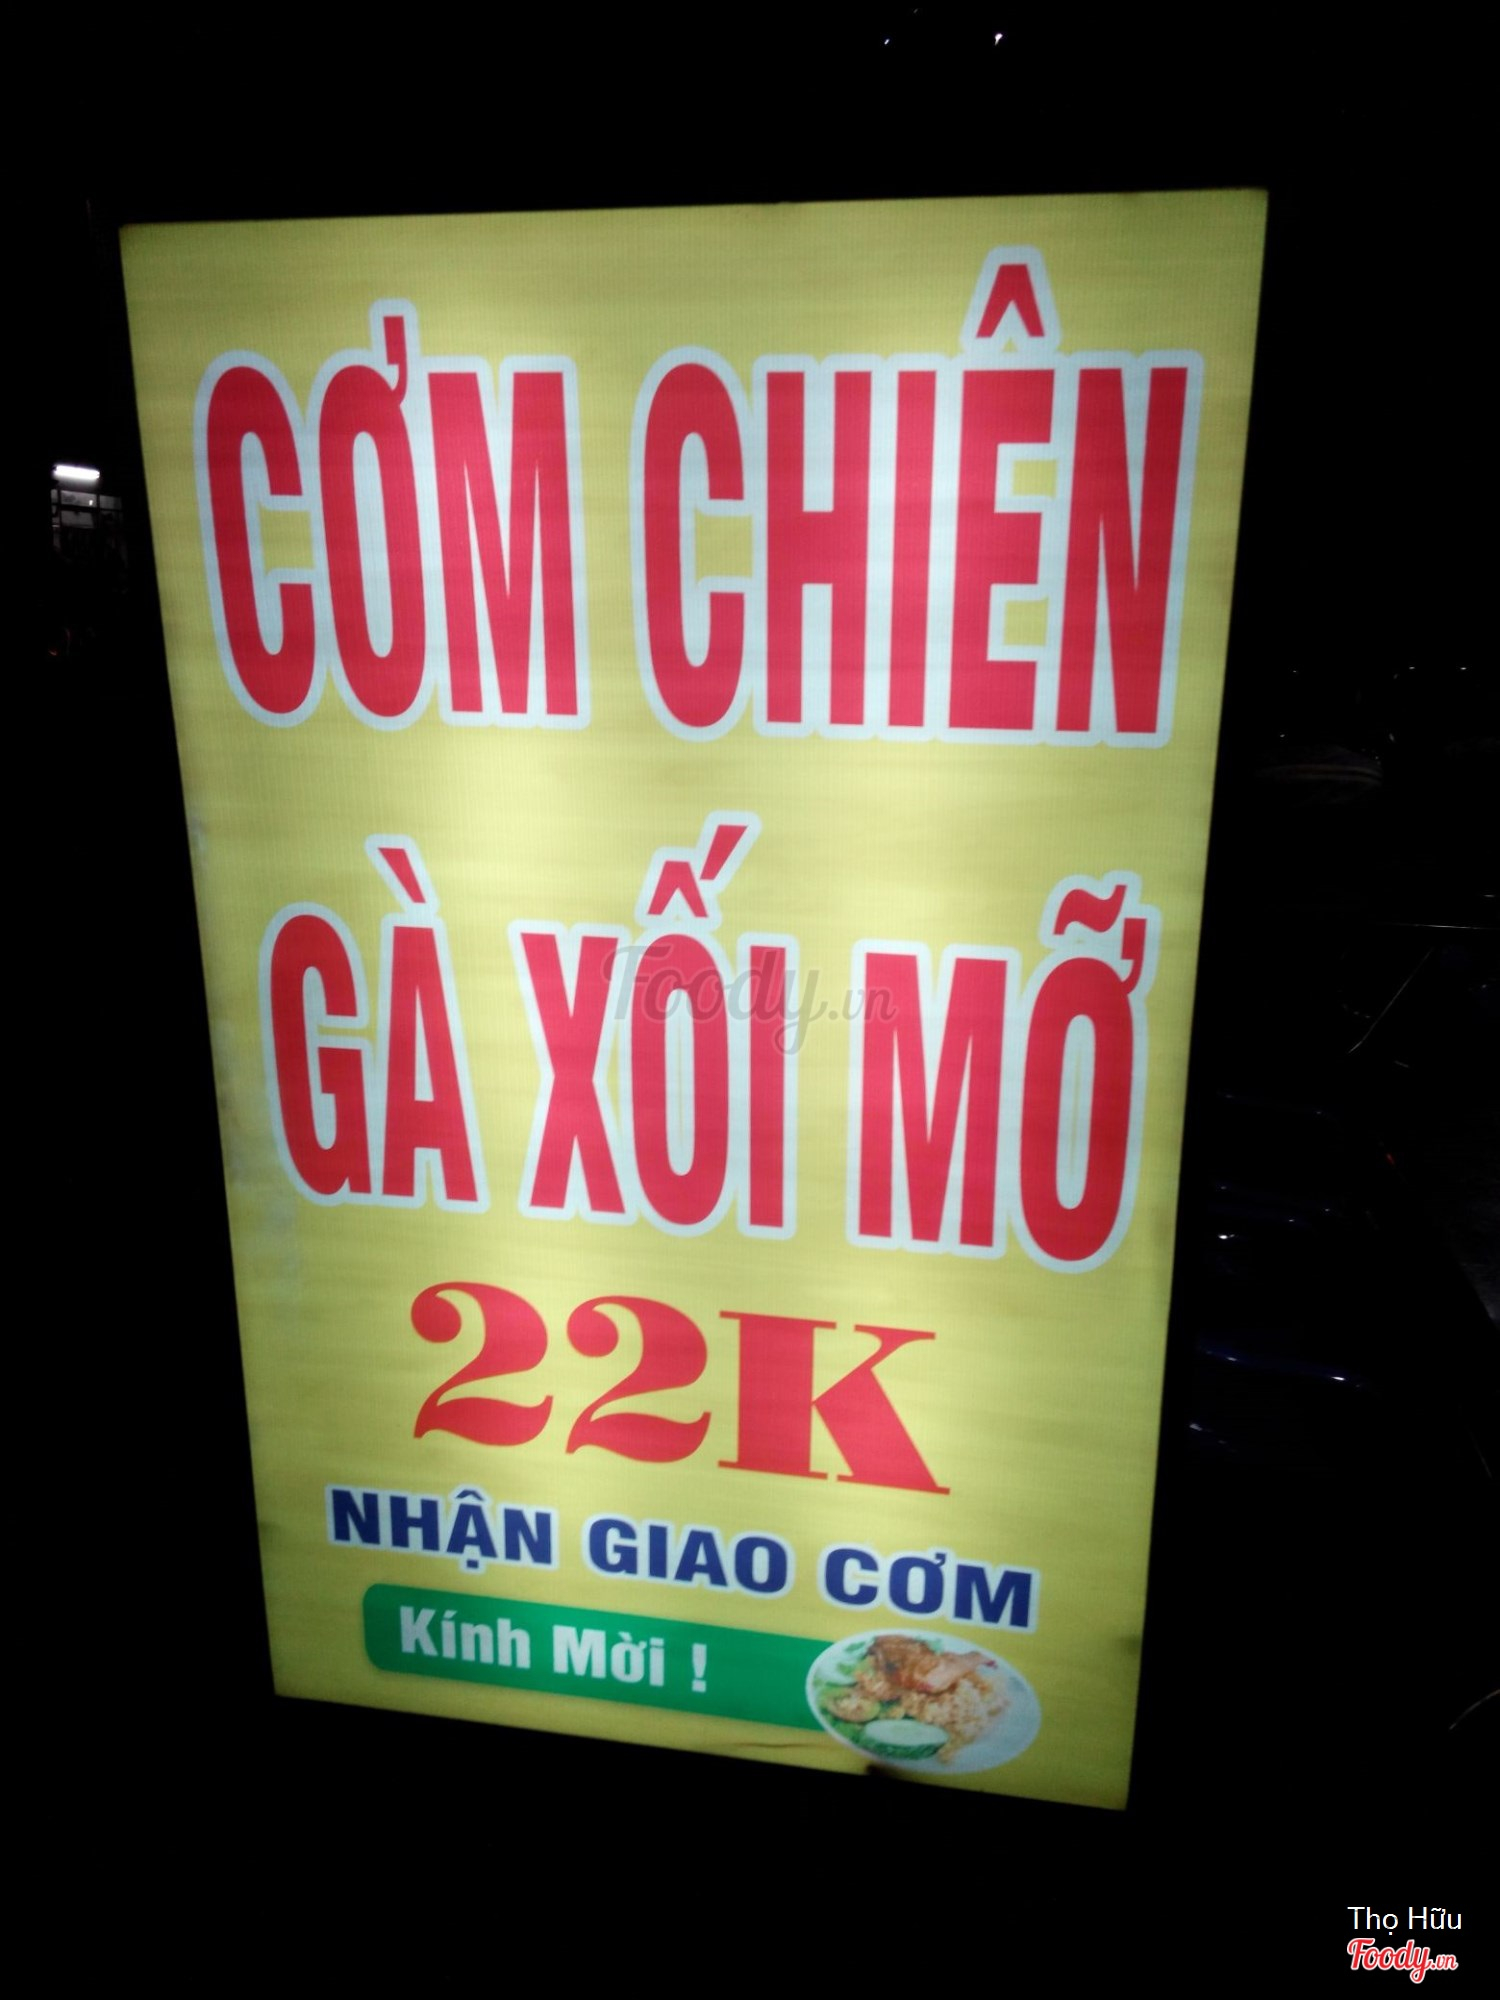 CƠM CHIÊN
GÀ XỐI MỠ
Foody.vn
22K
NHẬN GIAO CƠM
Kính Mời !
Thọ Hữu
Foody.vn